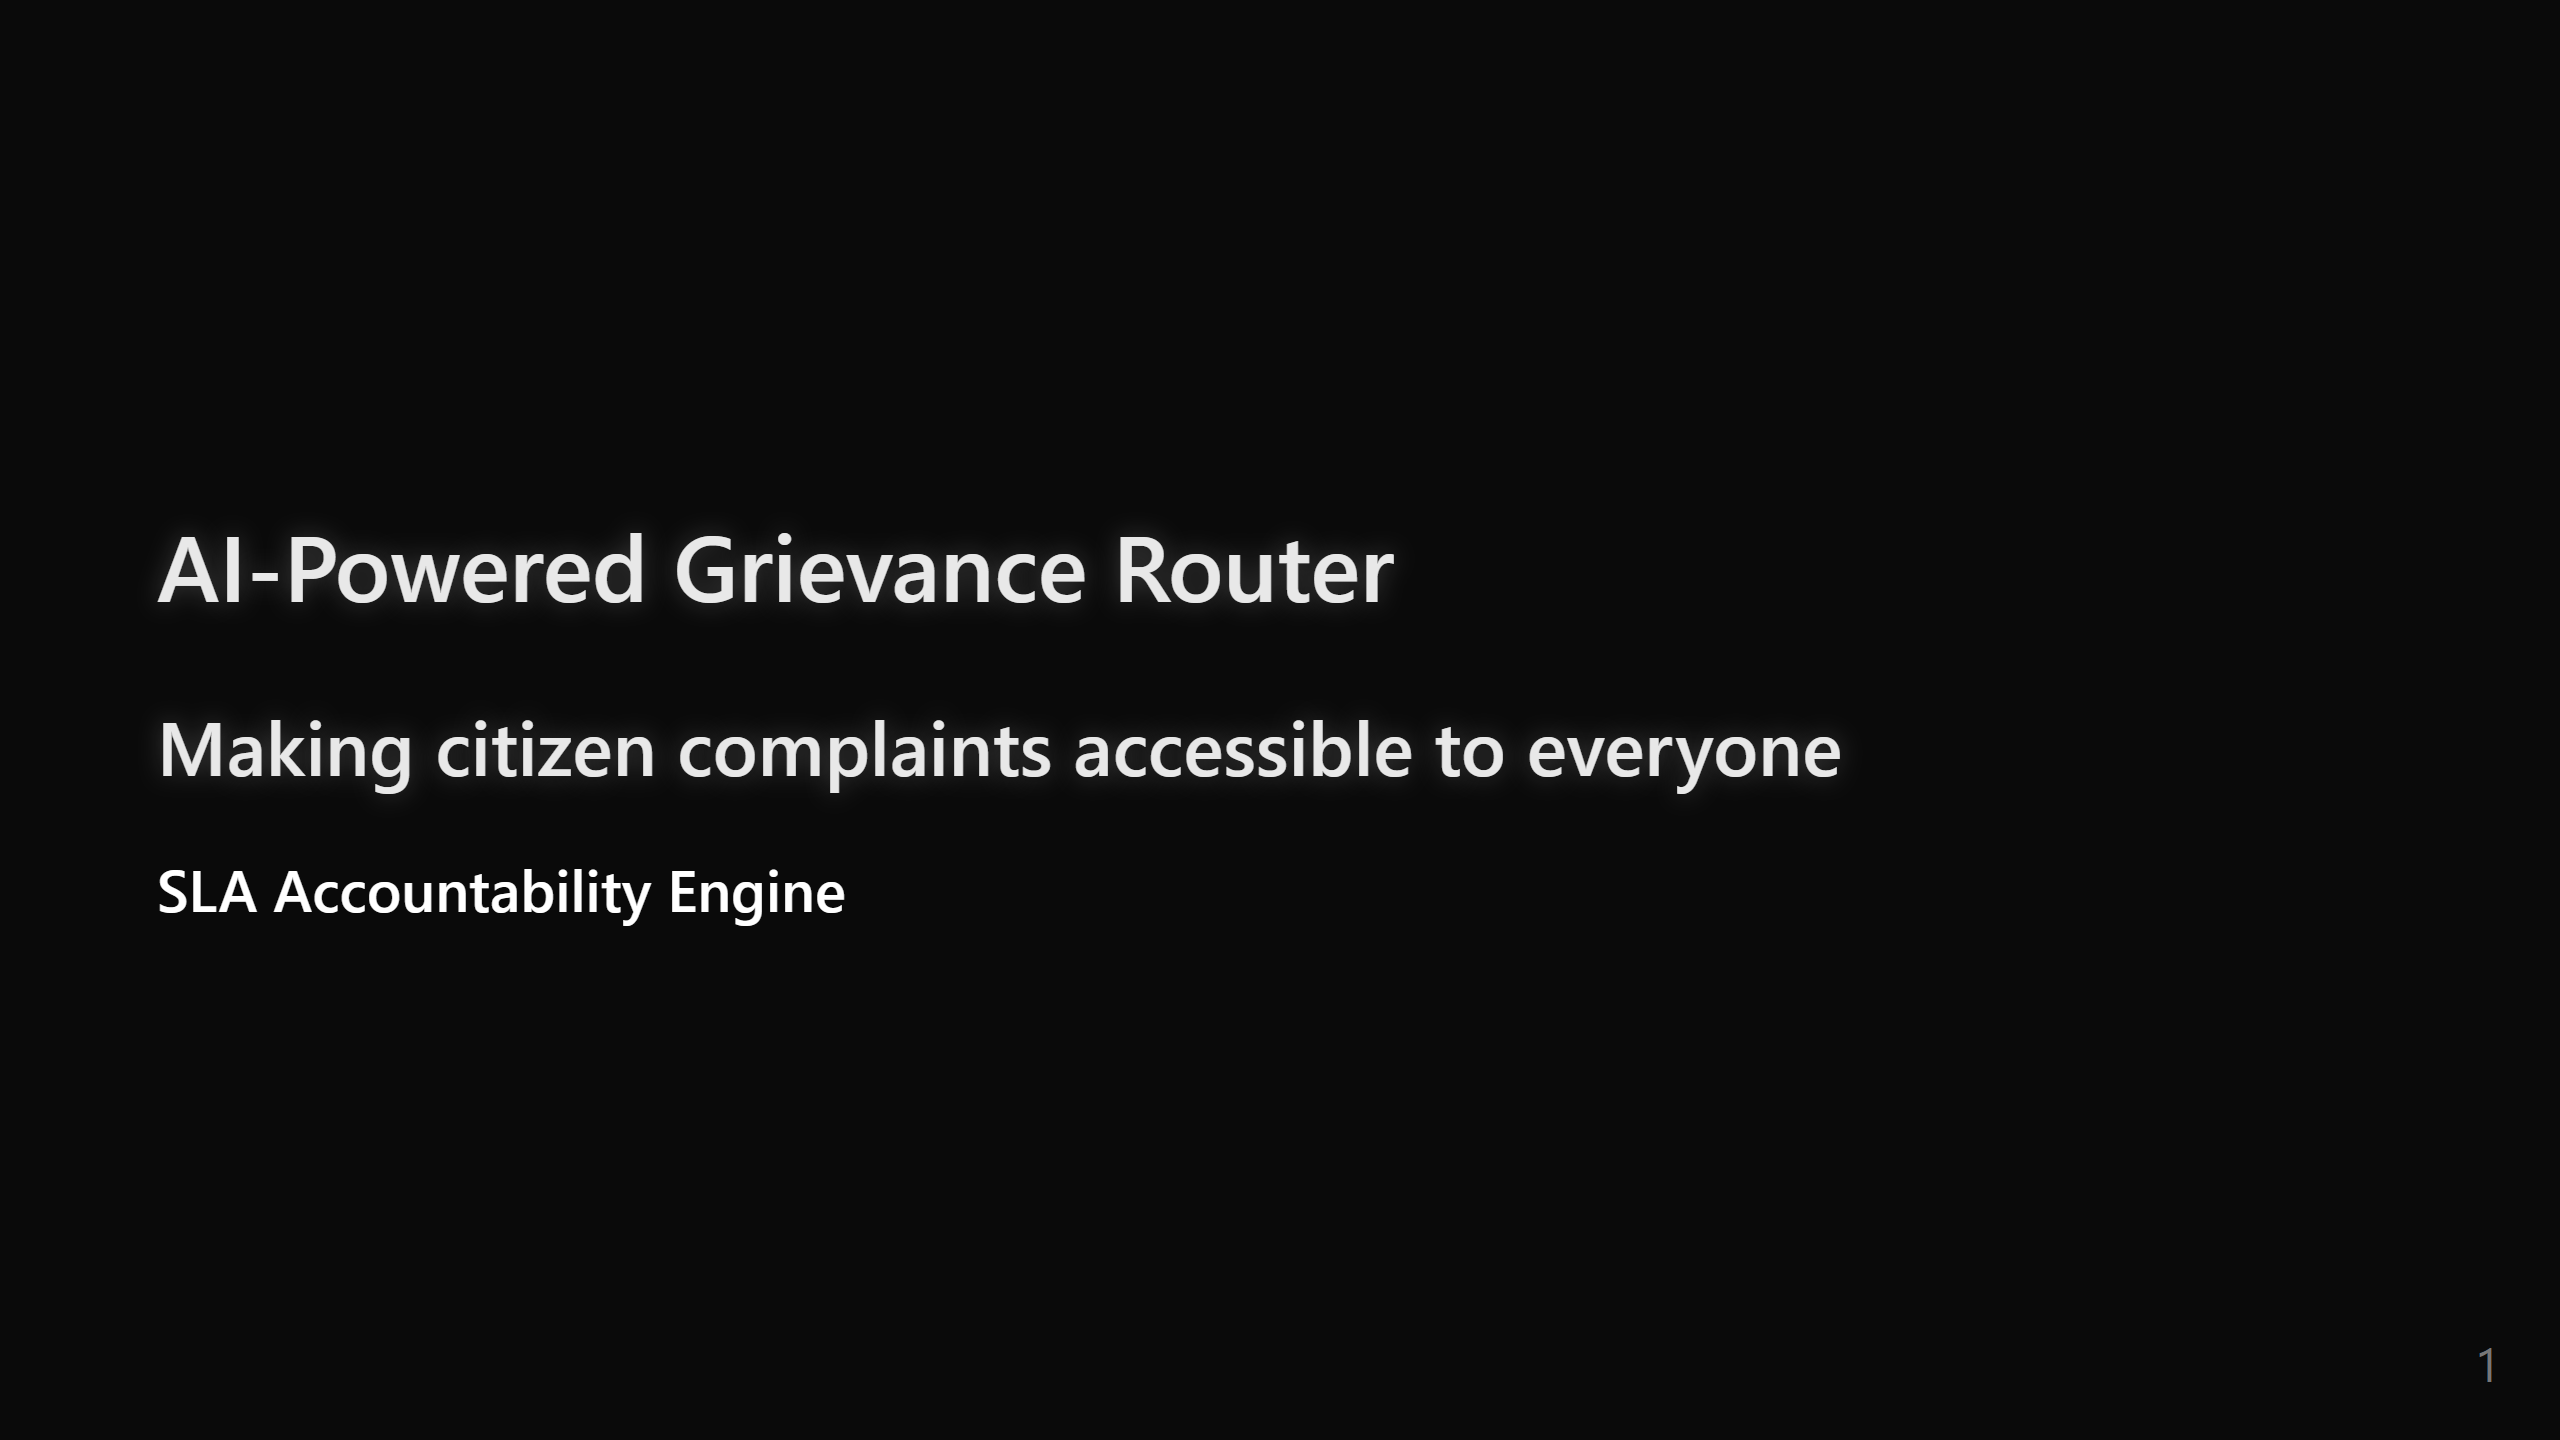 AI-Powered Grievance Router
Making citizen complaints accessible to everyone
SLA Accountability Engine
1